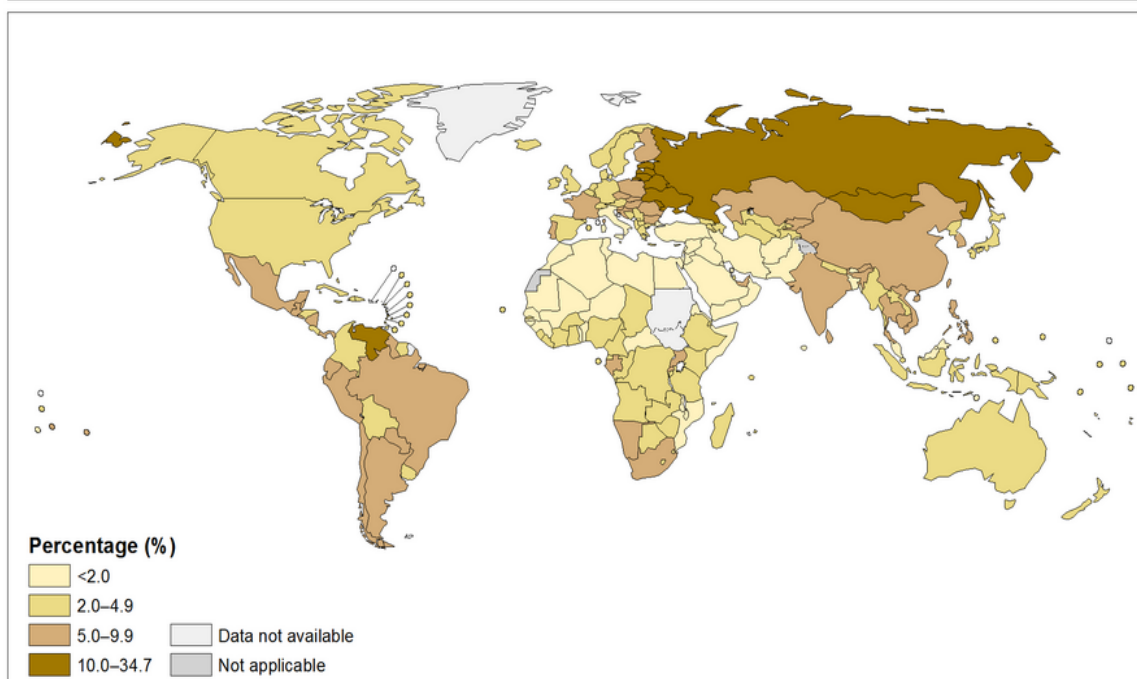 Percentage (%)
<2.0
2.0–4.9
5.0–9.9
10.0–34.7
Data not available
Not applicable